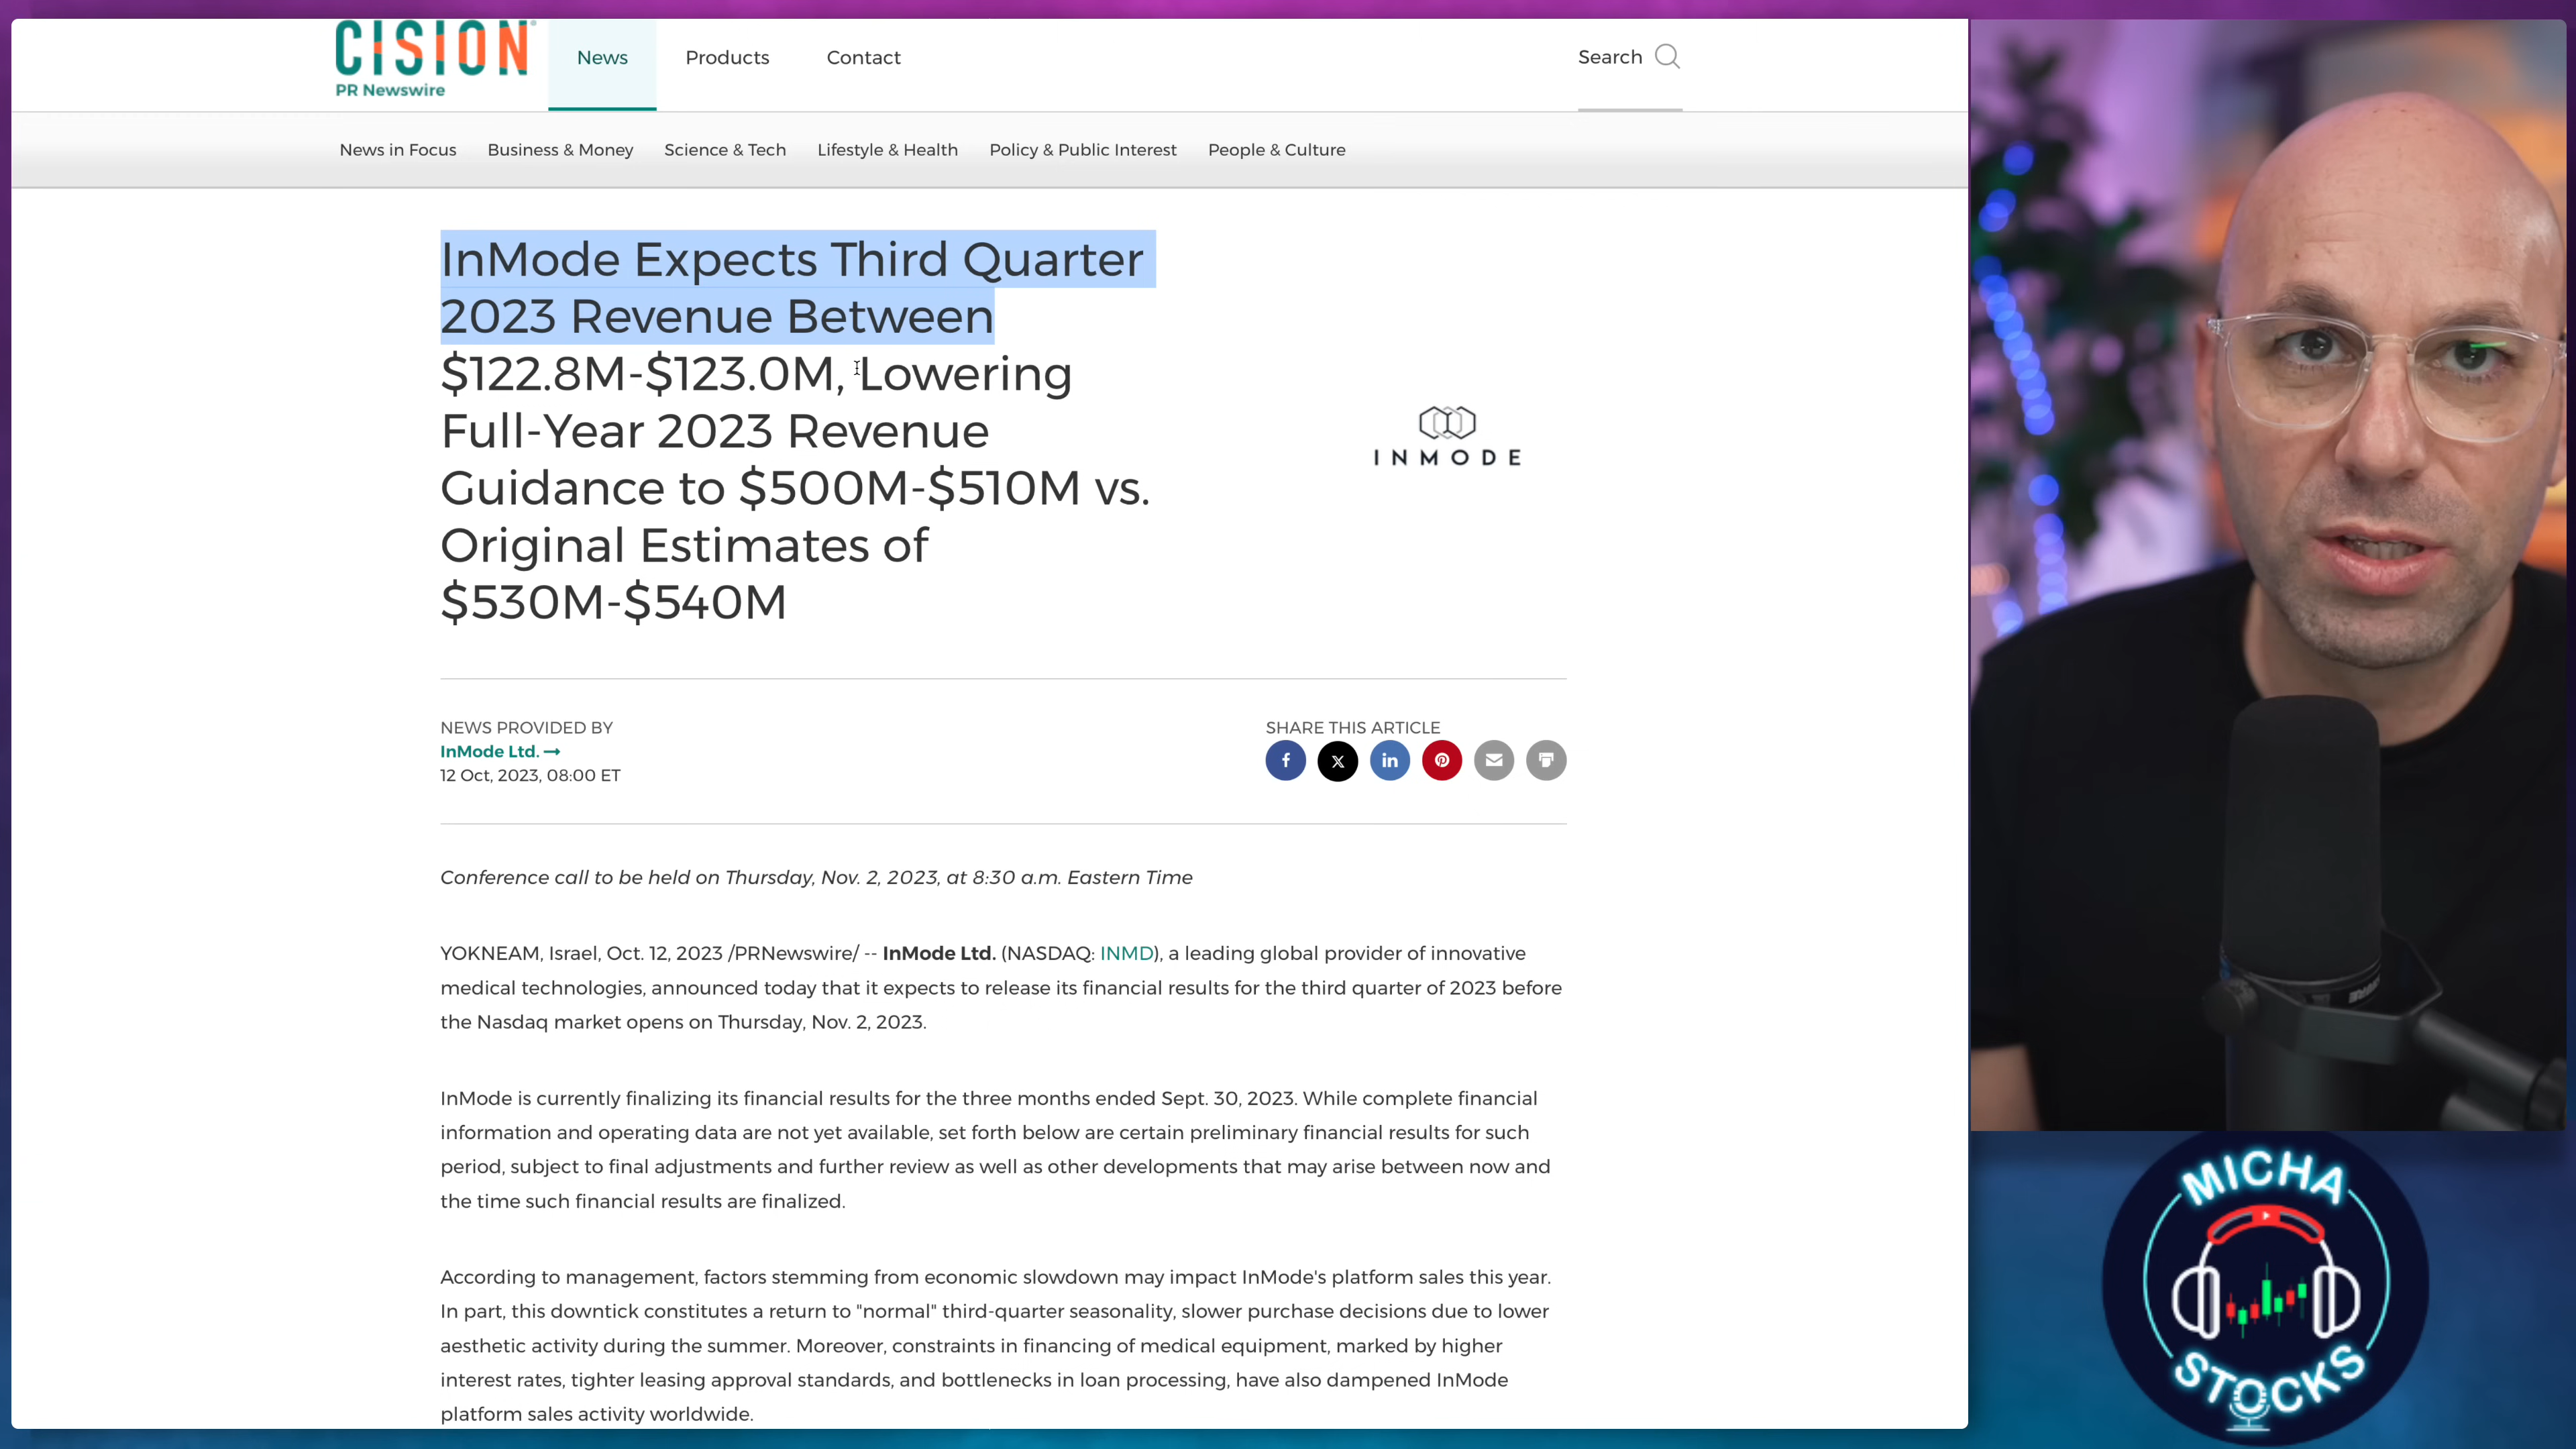 CISION
PR Newswire
News
Products
Contact
Search
News in Focus
Business & Money
Science & Tech
Lifestyle & Health
Policy & Public Interest
People & Culture
InMode Expects Third Quarter
2023 Revenue Between
$122.8M-$123.0M, Lowering
Full-Year 2023 Revenue
Guidance to $500M-$510M vs.
Original Estimates of
$530M-$540M
INMODE
NEWS PROVIDED BY
InMode Ltd. →
12 Oct, 2023, 08:00 ET
SHARE THIS ARTICLE
Conference call to be held on Thursday, Nov. 2, 2023, at 8:30 a.m. Eastern Time
YOKNEAM, Israel, Oct. 12, 2023 /PRNewswire/ -- InMode Ltd. (NASDAQ: INMD), a leading global provider of innovative
medical technologies, announced today that it expects to release its financial results for the third quarter of 2023 before
the Nasdaq market opens on Thursday, Nov. 2, 2023.
InMode is currently finalizing its financial results for the three months ended Sept. 30, 2023. While complete financial
information and operating data are not yet available, set forth below are certain preliminary financial results for such
period, subject to final adjustments and further review as well as other developments that may arise between now and
the time such financial results are finalized.
According to management, factors stemming from economic slowdown may impact InMode's platform sales this year.
In part, this downtick constitutes a return to "normal" third-quarter seasonality, slower purchase decisions due to lower
aesthetic activity during the summer. Moreover, constraints in financing of medical equipment, marked by higher
interest rates, tighter leasing approval standards, and bottlenecks in loan processing, have also dampened InMode
platform sales activity worldwide.
MICHA
STOCKS